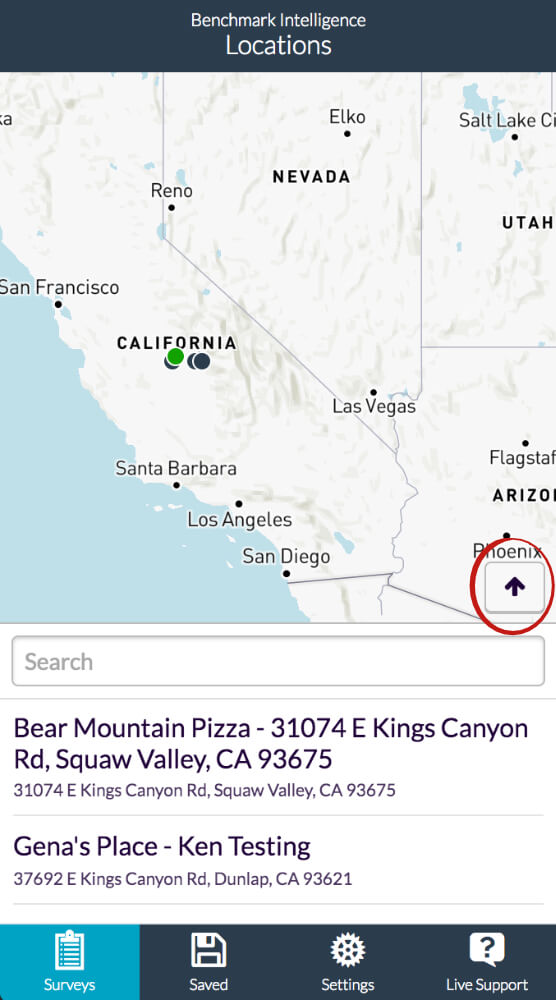 Benchmark Intelligence
Locations
Elko
Salt Lake Ci
NEVADA
Reno
UTAH
San Francisco
CALIFORNIA
Las Vegas
Flagstaf
Santa Barbara
ARIZO
Los Angeles
Phoenix
San Diego
Search
Bear Mountain Pizza - 31074 E Kings Canyon
Rd, Squaw Valley, CA 93675
31074 E Kings Canyon Rd, Squaw Valley, CA 93675
Gena's Place - Ken Testing
37692 E Kings Canyon Rd, Dunlap, CA 93621
Surveys
Saved
Settings
Live Support